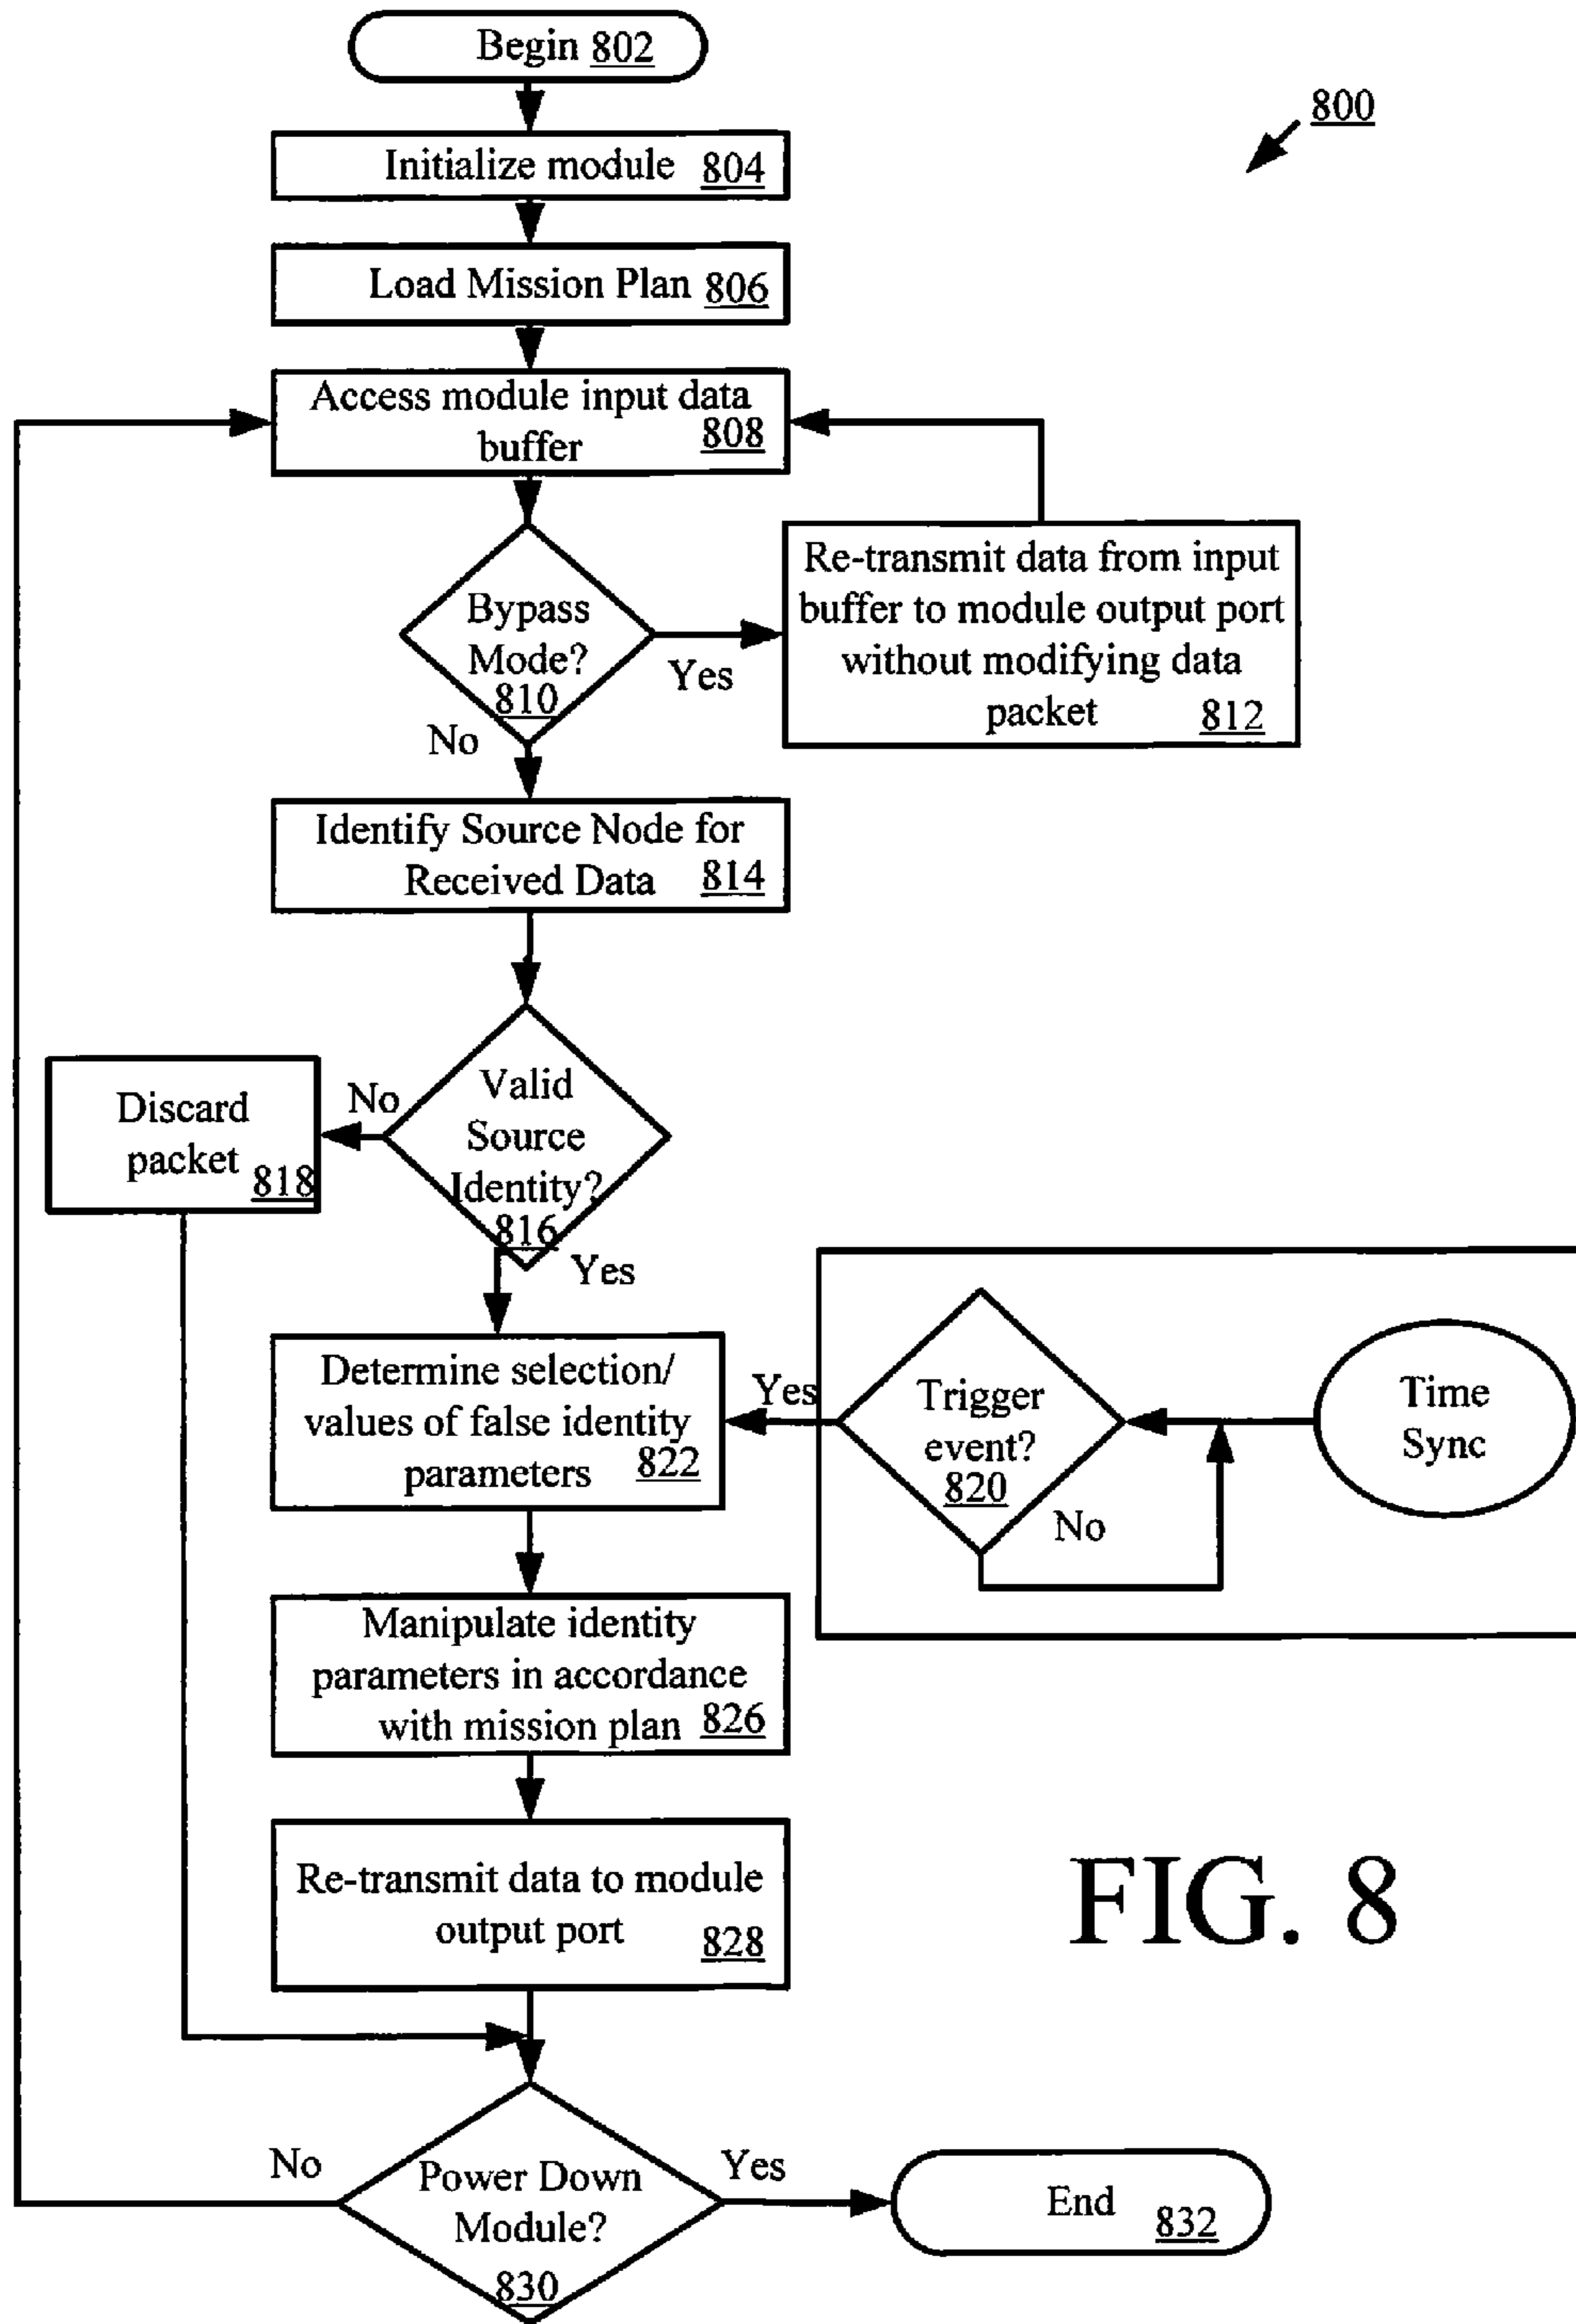 Begin 802
800
Initialize module 804
Load Mission Plan 806
Access module input data
buffer 808
Bypass
Mode?
810
Yes
No
Re-transmit data from input
buffer to module output port
without modifying data
packet 812
Identify Source Node for
Received Data 814
Valid
Source
Identity?
816
No
Yes
Discard
packet 818
Determine selection/
values of false identity
parameters 822
Yes
Trigger
event?
820
No
Time
Sync
Manipulate identity
parameters in accordance
with mission plan 826
Re-transmit data to module
output port 828
FIG. 8
Power Down
Module?
830
No
Yes
End 832